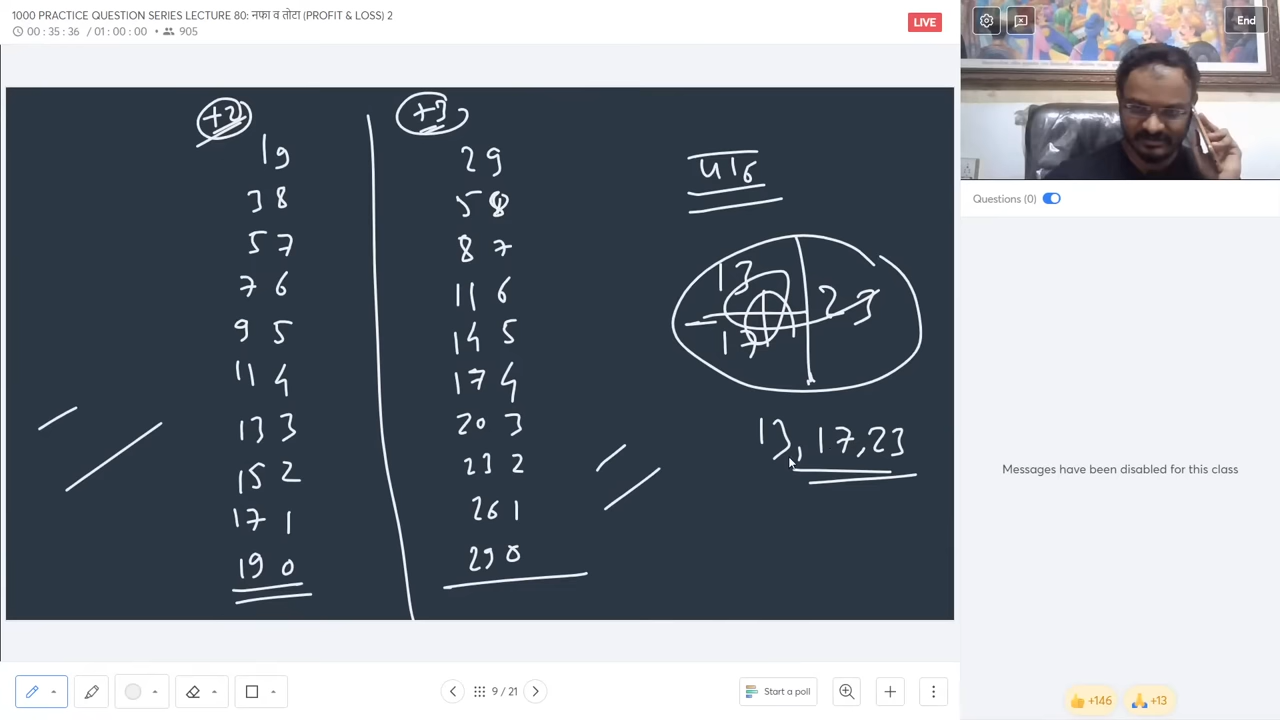 1000 PRACTICE QUESTION SERIES LECTURE 80: नफा व तोटा (PROFIT & LOSS) 2
00 : 35 : 36 / 01 : 00 : 00 • 905
LIVE
End
+2
19
38
57
76
95
114
133
152
171
190
+3
29
58
87
116
145
174
203
232
261
290
पाठ
13
17
23
13, 17, 23
Questions (0)
Messages have been disabled for this class
9 / 21
Start a poll
+146
+13